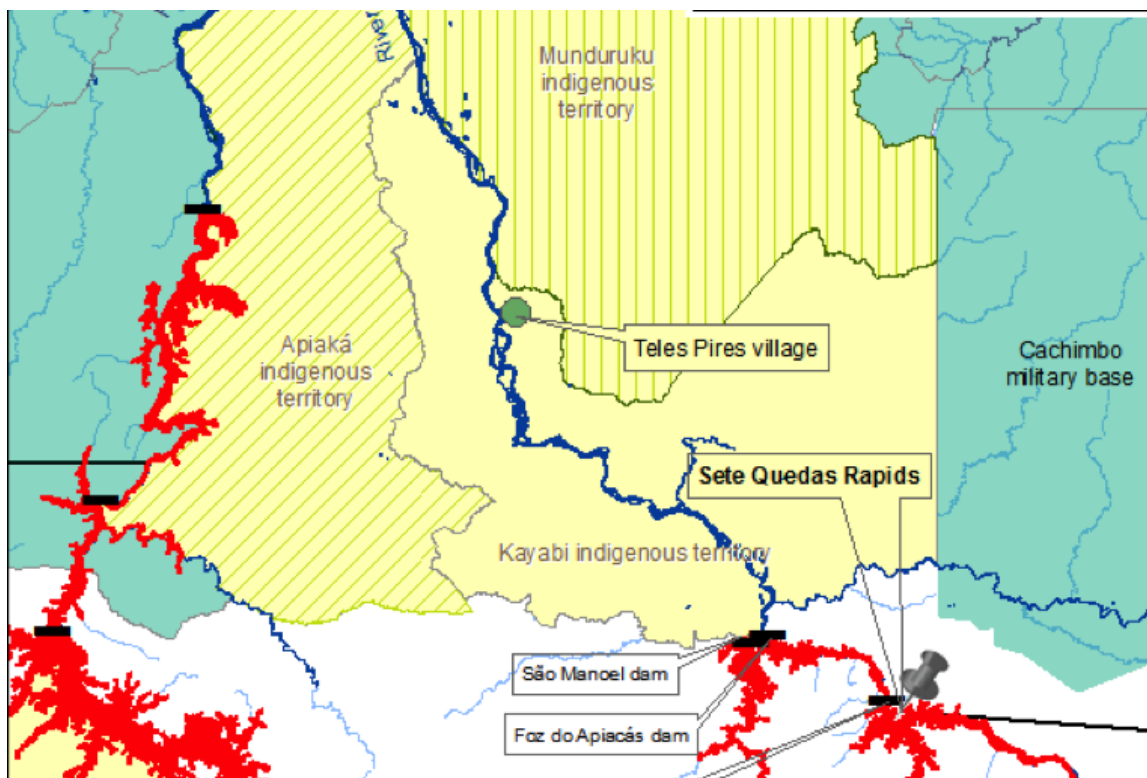 River
Munduruku
indigenous
territory
Apiaká
indigenous
territory
Teles Pires village
Cachimbo
military base
Sete Quedas Rapids
Kayabi indigenous territory
São Manoel dam
Foz do Apiacás dam